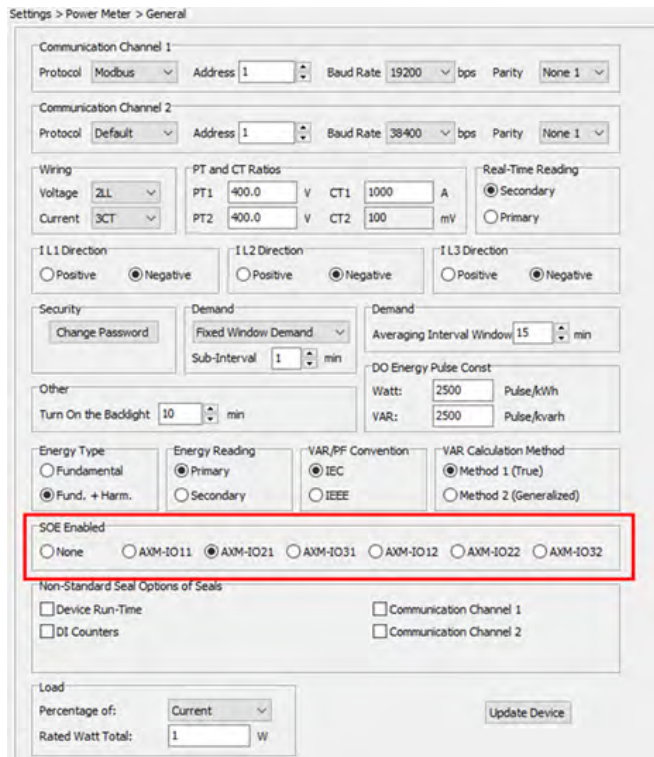 Settings > Power Meter > General
Communication Channel 1
Protocol Modbus Address 1 Baud Rate 19200 bps Parity None 1
Communication Channel 2
Protocol Default Address 1 Baud Rate 38400 bps Parity None 1
Wiring PT and CT Ratios Real-Time Reading
Voltage 2LL PT1 400.0 V CT1 1000 A Secondary
Current 3CT PT2 400.0 V CT2 100 mV Primary
I L1 Direction I L2 Direction I L3 Direction
Positive Negative Positive Negative Positive Negative
Security Demand Demand
Change Password Fixed Window Demand Averaging Interval Window 15 min
Sub-Interval 1 min
DO Energy Pulse Const
Other Watt: 2500 Pulse/kWh
Turn On the Backlight 10 min VAR: 2500 Pulse/kvarh
Energy Type Energy Reading VAR/PF Convention VAR Calculation Method
Fundamental Primary IEC Method 1 (True)
Fund. + Harm. Secondary IEEE Method 2 (Generalized)
SOE Enabled
None AXM-IO11 AXM-IO21 AXM-IO31 AXM-IO12 AXM-IO22 AXM-IO32
Non-Standard Seal Options of Seals
Device Run-Time Communication Channel 1
DI Counters Communication Channel 2
Load
Percentage of: Current Update Device
Rated Watt Total: 1 W